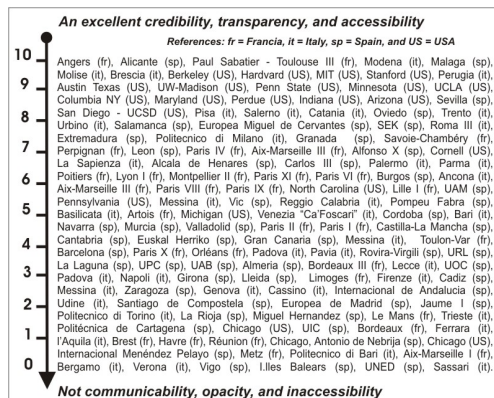 An excellent credibility, transparency, and accessibility
References: fr = Francia, it = Italy, sp = Spain, and US = USA
10
Angers (fr), Alicante (sp), Paul Sabatier - Toulouse III (fr), Modena (it), Malaga (sp),
Molise (it), Brescia (it), Berkeley (US), Hardvard (US), MIT (US), Stanford (US), Perugia (it),
9
Austin Texas (US), UW-Madison (US), Penn State (US), Minnesota (US), UCLA (US),
Columbia NY (US), Maryland (US), Perdue (US), Indiana (US), Arizona (US), Sevilla (sp),
8
San Diego - UCSD (US), Pisa (it), Salerno (it), Catania (it), Oviedo (sp), Trento (it),
Urbino (it), Salamanca (sp), Europea Miguel de Cervantes (sp), SEK (sp), Roma III (it),
Extremadura (sp), Politecnico di Milano (it), Granada (sp), Savoie-Chambéry (fr),
7
Perpignan (fr), Leon (sp), Paris IV (fr), Aix-Marseille III (fr), Alfonso X (sp), Cornell (US),
La Sapienza (it), Alcala de Henares (sp), Carlos III (sp), Palermo (it), Parma (it),
6
Poitiers (fr), Lyon I (fr), Montpellier II (fr), Paris XI (fr), Paris VI (fr), Burgos (sp), Ancona (it),
Aix-Marseille III (fr), Paris VIII (fr), Paris IX (fr), North Carolina (US), Lille I (fr), UAM (sp),
Pennsylvania (US), Messina (it), Vic (sp), Reggio Calabria (it), Pompeu Fabra (sp),
5
Basilicata (it), Artois (fr), Michigan (US), Venezia "Ca'Foscari" (it), Cordoba (sp), Bari (it),
Navarra (sp), Murcia (sp), Valladolid (sp), Paris II (fr), Paris I (fr), Castilla-La Mancha (sp),
Cantabria (sp), Euskal Herriko (sp), Gran Canaria (sp), Messina (it), Toulon-Var (fr),
4
Barcelona (sp), Paris X (fr), Orléans (fr), Padova (it), Pavia (it), Rovira-Virgili (sp), URL (sp),
La Laguna (sp), UPC (sp), UAB (sp), Almeria (sp), Bordeaux III (fr), Lecce (it), UOC (sp),
3
Padova (it), Napoli (it), Girona (sp), Lleida (sp), Limoges (fr), Firenze (it), Cadiz (sp),
Messina (it), Zaragoza (sp), Genova (it), Cassino (it), Internacional de Andalucia (sp),
2
Udine (it), Santiago de Compostela (sp), Europea de Madrid (sp), Jaume I (sp),
Politecnico di Torino (it), La Rioja (sp), Miguel Hernandez (sp), Le Mans (fr), Trieste (it),
1
Politécnica de Cartagena (sp), Chicago (US), UIC (sp), Bordeaux (fr), Ferrara (it),
l'Aquila (it), Brest (fr), Havre (fr), Réunion (fr), Chicago, Antonio de Nebrija (sp), Chicago (US),
Internacional Menéndez Pelayo (sp), Metz (fr), Politecnico di Bari (it), Aix-Marseille I (fr),
0
Bergamo (it), Verona (it), Vigo (sp), I.lles Balears (sp), UNED (sp), Sassari (it).
Not communicability, opacity, and inaccessibility